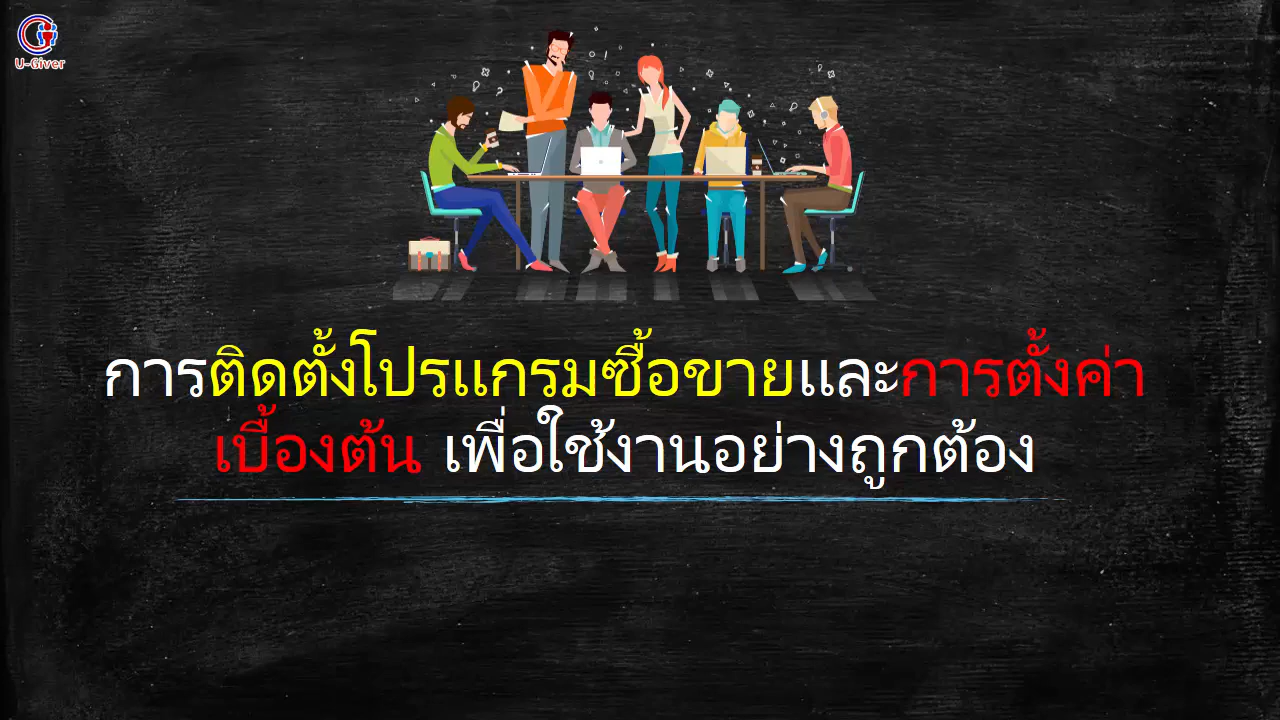 U-Giver
การติดตั้งโปรแกรมซื้อขายและการตั้งค่า
เบื้องต้น เพื่อใช้งานอย่างถูกต้อง